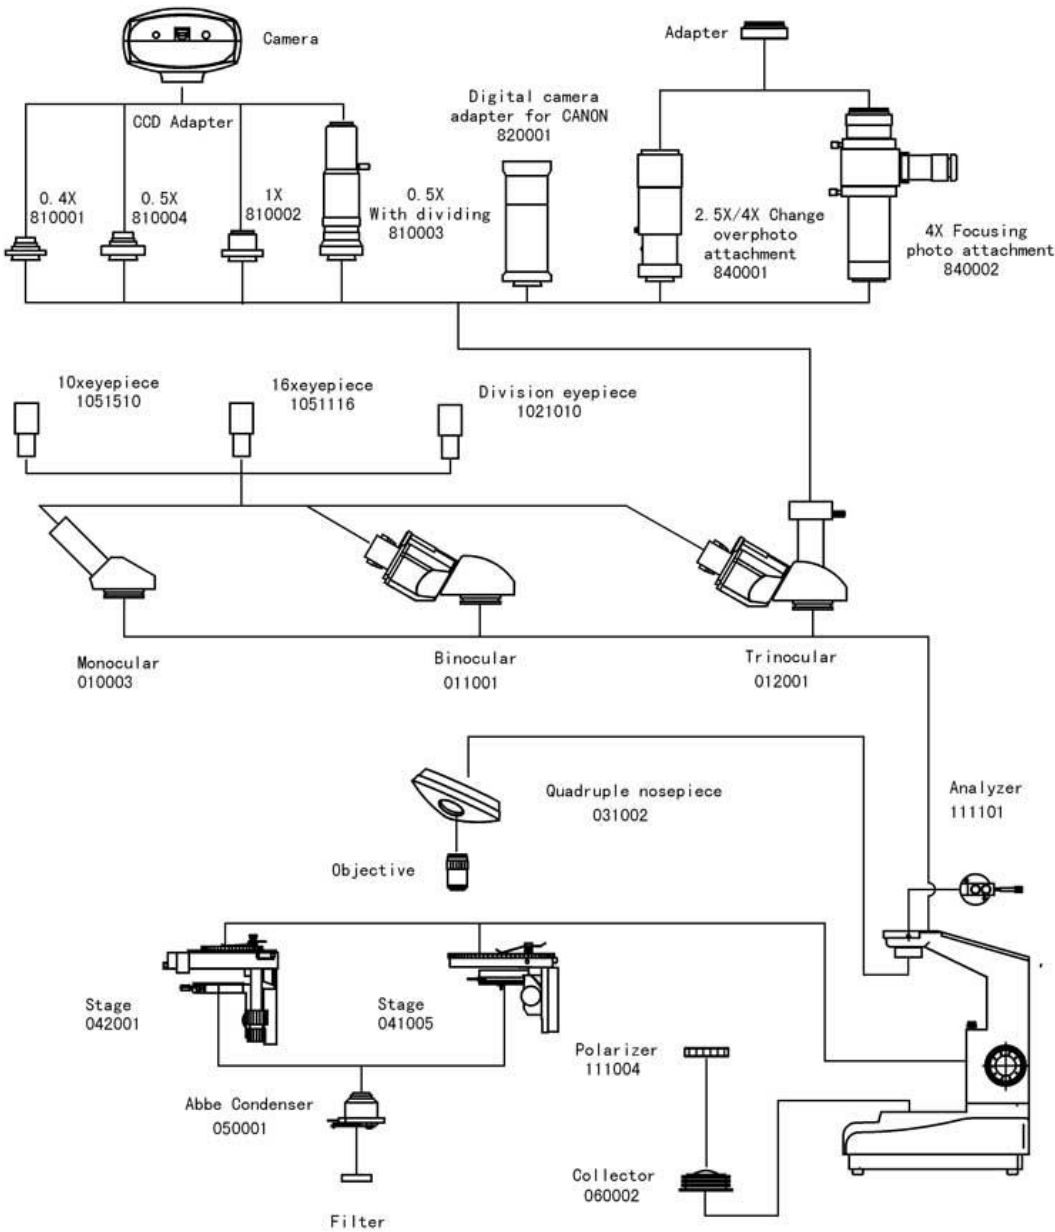 Camera
Adapter
CCD Adapter
Digital camera
adapter for CANON
820001
0.4X
810001
0.5X
810004
1X
810002
0.5X
With dividing
810003
2.5X/4X Change
overphoto
attachment
840001
4X Focusing
photo attachment
840002
10xeyepiece
1051510
16xeyepiece
1051116
Division eyepiece
1021010
Monocular
010003
Binocular
011001
Trinocular
012001
Quadruple nosepiece
031002
Analyzer
111101
Objective
Stage
042001
Stage
041005
Polarizer
111004
Abbe Condenser
050001
Collector
060002
Filter